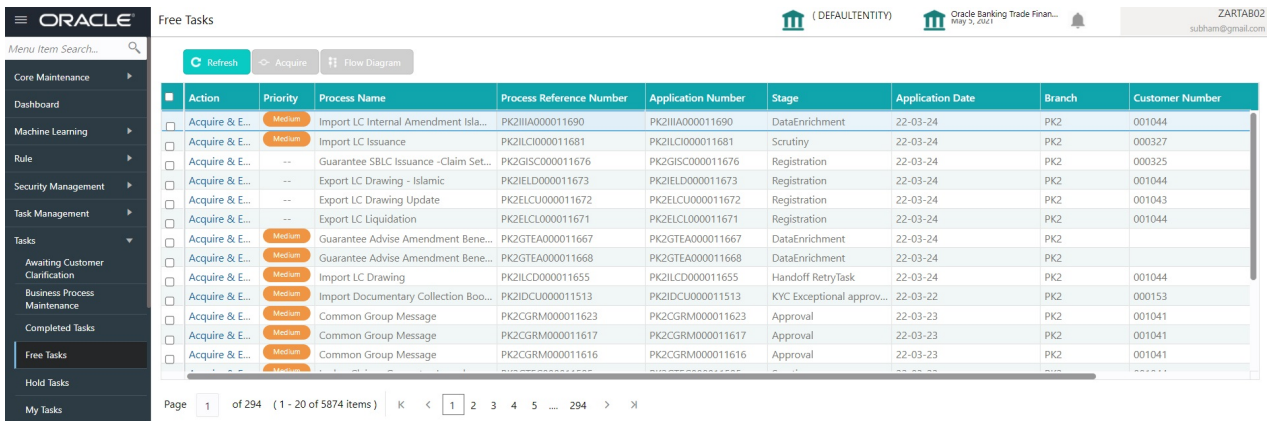 ORACLE
Free Tasks
( DEFAULTENTITY)
Oracle Banking Trade Finan...
May 5, 2021
ZARTAB02
subham@gmail.com
Menu Item Search...
Core Maintenance
Dashboard
Machine Learning
Rule
Security Management
Task Management
Tasks
Awaiting Customer
Clarification
Business Process
Maintenance
Completed Tasks
Free Tasks
Hold Tasks
My Tasks
Refresh Acquire Flow Diagram
Action Priority Process Name Process Reference Number Application Number Stage Application Date Branch Customer Number
Acquire & E... Medium Import LC Internal Amendment Isla... PK2IIIA000011690 PK2IIIA000011690 DataEnrichment 22-03-24 PK2 001044
Acquire & E... Medium Import LC Issuance PK2ILCI000011681 PK2ILCI000011681 Scrutiny 22-03-24 PK2 000327
Acquire & E... -- Guarantee SBLC Issuance -Claim Set... PK2GISC000011676 PK2GISC000011676 Registration 22-03-24 PK2 000325
Acquire & E... -- Export LC Drawing - Islamic PK2IELD000011673 PK2IELD000011673 Registration 22-03-24 PK2 001044
Acquire & E... -- Export LC Drawing Update PK2ELCU000011672 PK2ELCU000011672 Registration 22-03-24 PK2 001043
Acquire & E... -- Export LC Liquidation PK2ELCL000011671 PK2ELCL000011671 Registration 22-03-24 PK2 001044
Acquire & E... Medium Guarantee Advise Amendment Bene... PK2GTEA000011667 PK2GTEA000011667 DataEnrichment 22-03-24 PK2
Acquire & E... Medium Guarantee Advise Amendment Bene... PK2GTEA000011668 PK2GTEA000011668 DataEnrichment 22-03-24 PK2
Acquire & E... Medium Import LC Drawing PK2ILCD000011655 PK2ILCD000011655 Handoff RetryTask 22-03-24 PK2 001044
Acquire & E... Medium Import Documentary Collection Boo... PK2IDCU000011513 PK2IDCU000011513 KYC Exceptional approv... 22-03-22 PK2 000153
Acquire & E... Medium Common Group Message PK2CGRM000011623 PK2CGRM000011623 Approval 22-03-23 PK2 001041
Acquire & E... Medium Common Group Message PK2CGRM000011617 PK2CGRM000011617 Approval 22-03-23 PK2 001041
Acquire & E... Medium Common Group Message PK2CGRM000011616 PK2CGRM000011616 Approval 22-03-23 PK2 001041
Page 1 of 294 (1 - 20 of 5874 items) K < 1 2 3 4 5 ... 294 > Ʞ